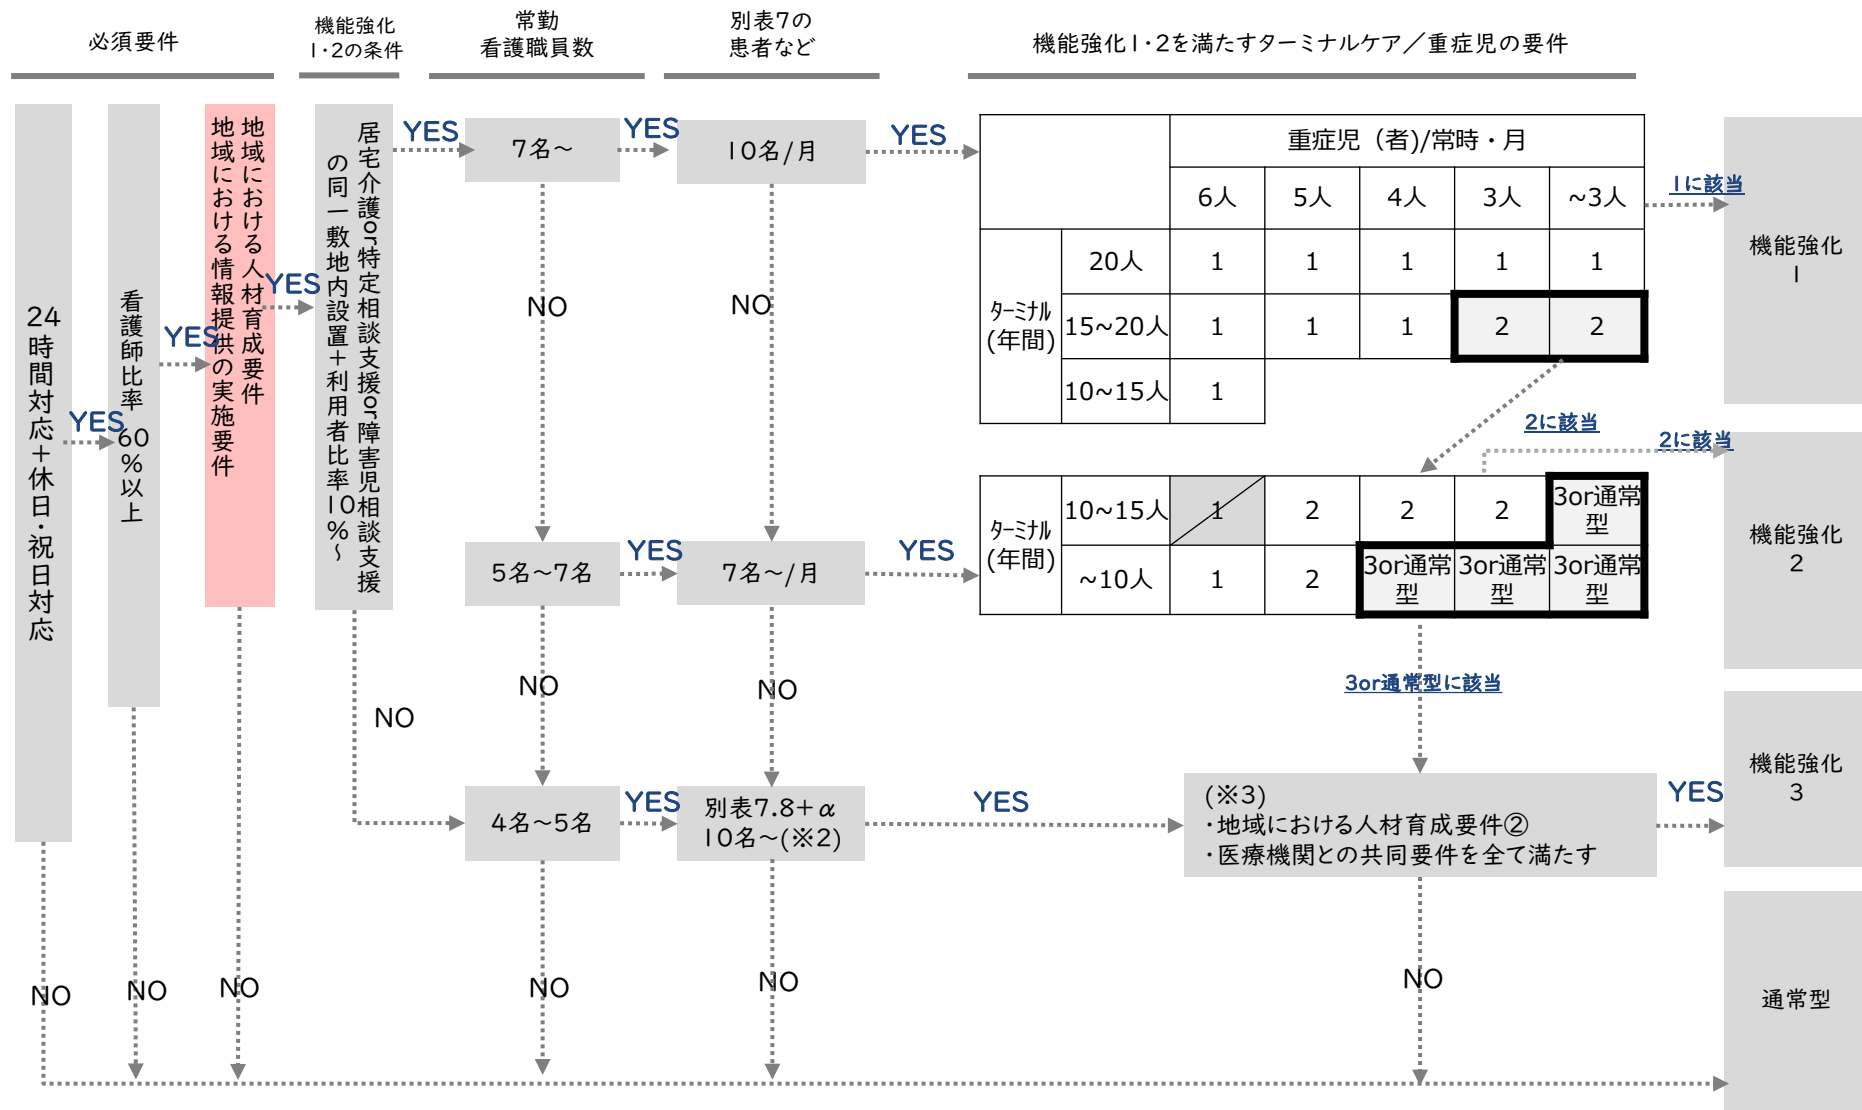 必須要件
機能強化
1・2の条件
常勤
看護職員数
別表7の
患者など
機能強化1・2を満たすターミナルケア／重症児の要件
24時間対応＋休日・祝日対応
YES
看護師比率 60%以上
YES
地域における人材育成要件
地域における情報提供の実施要件
YES
居宅介護or特定相談支援or障害児相談支援
の同一敷地内設置＋利用者比率10%〜
YES
7名〜
YES
10名/月
YES
重症児（者)/常時・月
6人
5人
4人
3人
~3人
ﾀｰﾐﾅﾙ
(年間)
20人
1
1
1
1
1
15~20人
1
1
1
2
2
10~15人
1
1に該当
機能強化
1
NO
NO
2に該当
2に該当
5名〜7名
YES
7名〜/月
YES
ﾀｰﾐﾅﾙ
(年間)
10~15人
1
2
2
2
3or通常
型
~10人
1
2
3or通常
型
3or通常
型
3or通常
型
機能強化
2
NO
NO
NO
3or通常型に該当
4名〜5名
YES
別表7.8+α
10名〜(※2)
YES
(※3)
・地域における人材育成要件②
・医療機関との共同要件を全て満たす
YES
機能強化
3
NO
NO
NO
NO
NO
NO
通常型